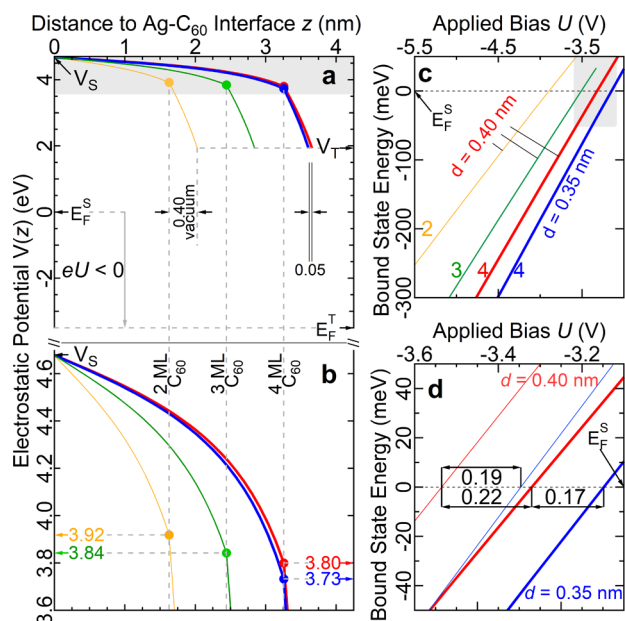 Distance to Ag-C60 Interface z (nm)
0 1 2 3 4
Electrostatic Potential V(z) (eV)
4
2
0
-2
a
VS
VT
EFS
0.40
vacuum
0.05
eU < 0
EFT
2 ML
C60
3 ML
C60
4 ML
C60
4.6
4.4
4.2
4.0
3.8
3.6
VS
b
3.92
3.84
3.80
3.73
Applied Bias U (V)
-5.5 -4.5 -3.5
Bound State Energy (meV)
0
-100
-200
-300
c
EFS
d = 0.40 nm
d = 0.35 nm
2
3
4
4
Applied Bias U (V)
-3.6 -3.4 -3.2
Bound State Energy (meV)
40
20
0
-20
-40
d
d = 0.40 nm
EFS
0.19
0.22
0.17
d = 0.35 nm